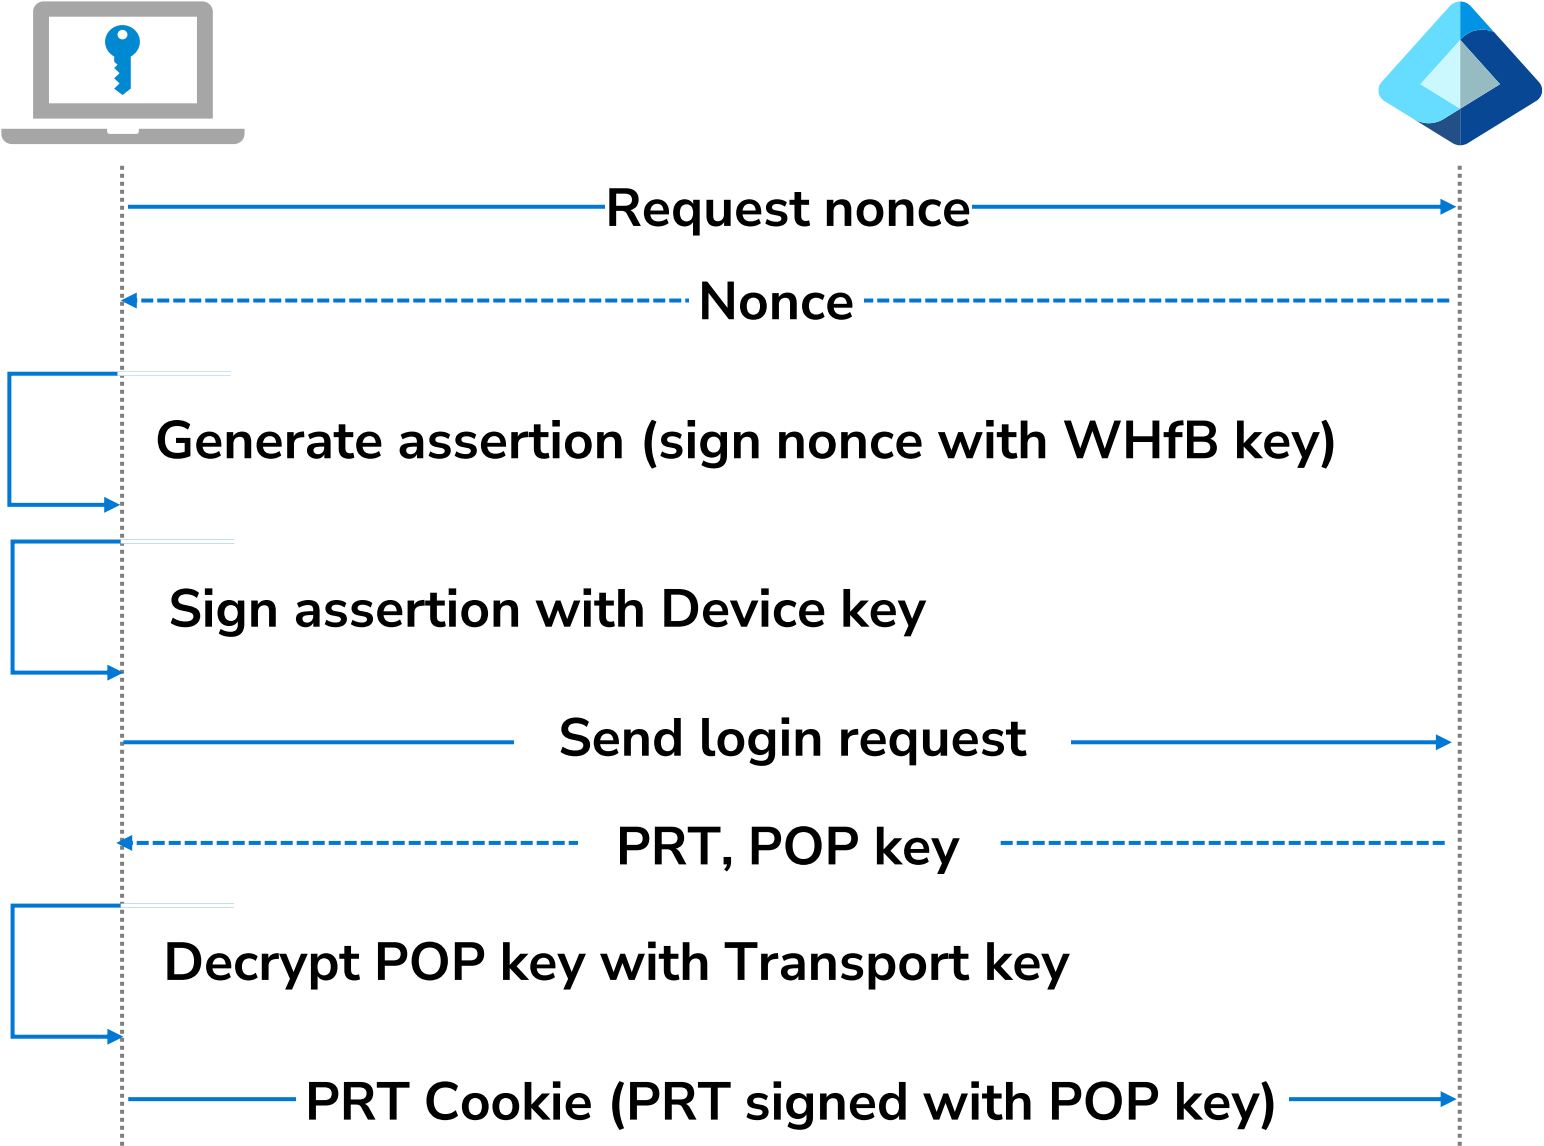 Request nonce
Nonce
Generate assertion (sign nonce with WHfB key)
Sign assertion with Device key
Send login request
PRT, POP key
Decrypt POP key with Transport key
PRT Cookie (PRT signed with POP key)